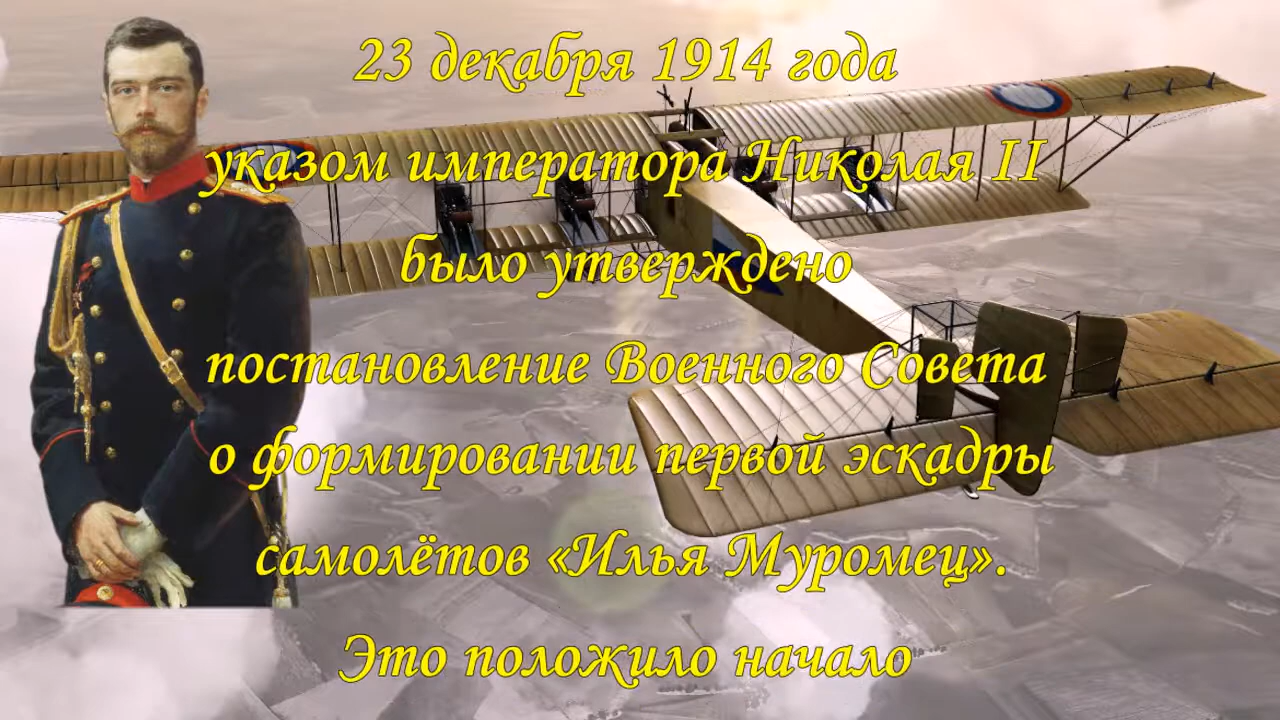 23 декабря 1914 года
указом императора Николая II
было утверждено
постановление Военного Совета
о формировании первой эскадры
самолётов «Илья Муромец».
Это положило начало